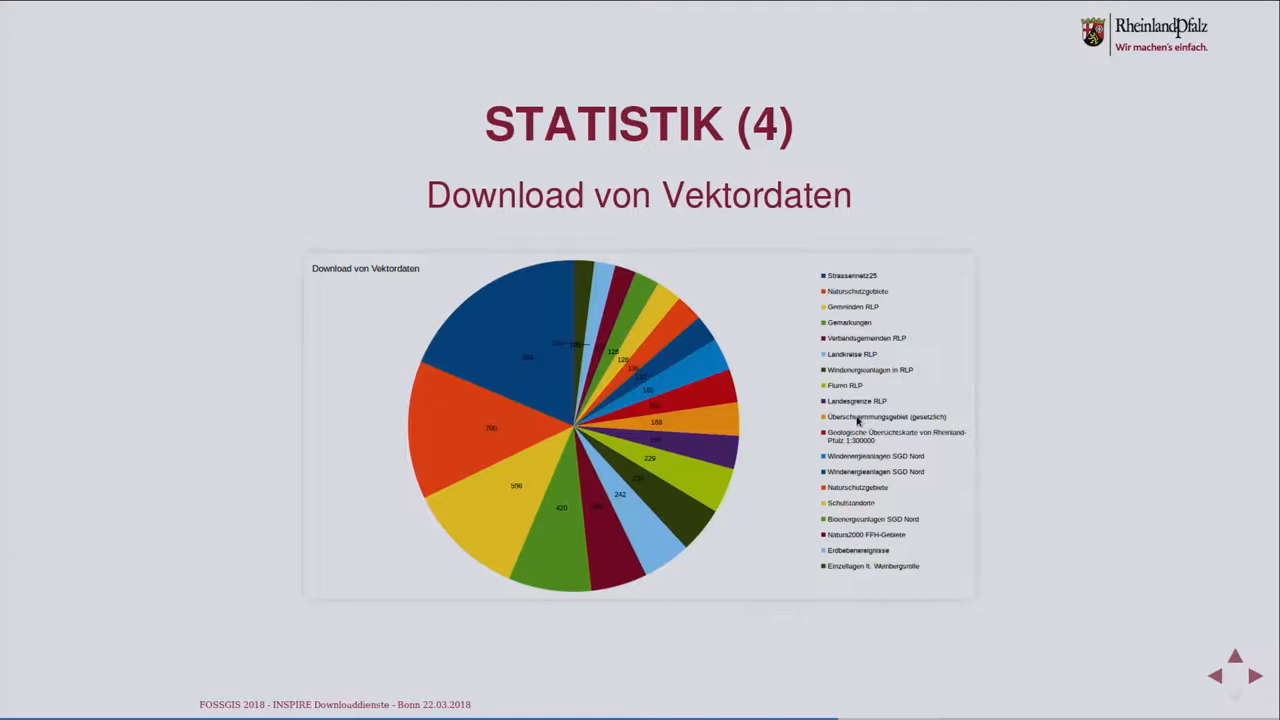 RheinlandPfalz
Wir machen's einfach.
STATISTIK (4)
Download von Vektordaten
Download von Vektordaten
128
128
165
189
229
242
420
598
700
Strassennetz25
Naturschutzgebiete
Gemeinden RLP
Gemarkungen
Verbandsgemeinden RLP
Landkreise RLP
Windenergieanlagen in RLP
Fluren RLP
Landesgrenze RLP
Überschwemmungsgebiet (gesetzlich)
Geologische Übersichtskarte von Rheinland-
Pfalz 1:300000
Windenergieanlagen SGD Nord
Windenergieanlagen SGD Nord
Naturschutzgebiete
Schulstandorte
Bioenergieanlagen SGD Nord
Natura2000 FFH-Gebiete
Erdbebenereignisse
Einzellagen lt. Weinbergsrolle
FOSSGIS 2018 - INSPIRE Downlouddienste - Bonn 22.03.2018